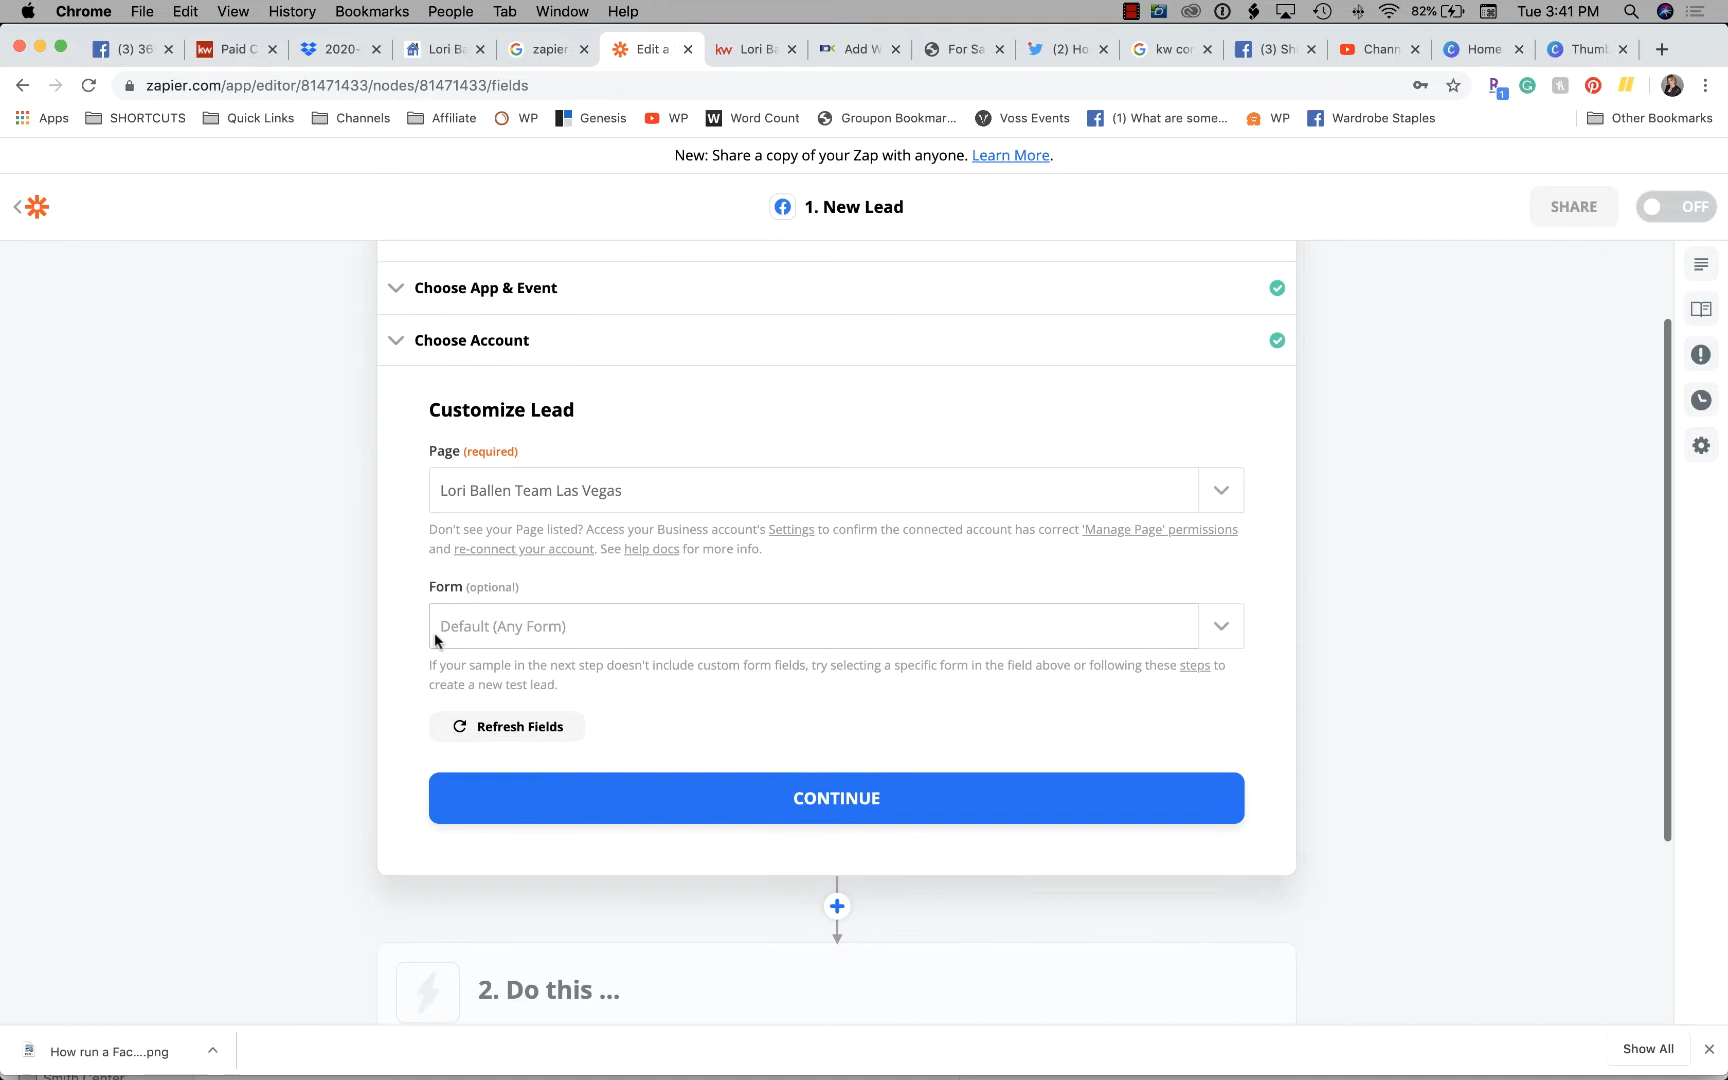 Chrome File Edit View History Bookmarks People Tab Window Help 82% Tue 3:41 PM
(3) 36 Paid C 2020- Lori Ba zapier Edit a Lori Ba Add W For Sa (2) Ho kw cor (3) Sh Chann Home Thumb
zapier.com/app/editor/81471433/nodes/81471433/fields
Apps SHORTCUTS Quick Links Channels Affiliate WP Genesis WP Word Count Groupon Bookmar... Voss Events (1) What are some... WP Wardrobe Staples Other Bookmarks
New: Share a copy of your Zap with anyone. Learn More.
1. New Lead
SHARE
OFF
Choose App & Event
Choose Account
Customize Lead
Page (required)
Lori Ballen Team Las Vegas
Don't see your Page listed? Access your Business account's Settings to confirm the connected account has correct 'Manage Page' permissions
and re-connect your account. See help docs for more info.
Form (optional)
Default (Any Form)
If your sample in the next step doesn't include custom form fields, try selecting a specific form in the field above or following these steps to
create a new test lead.
Refresh Fields
CONTINUE
2. Do this ...
How run a Fac....png
Show All